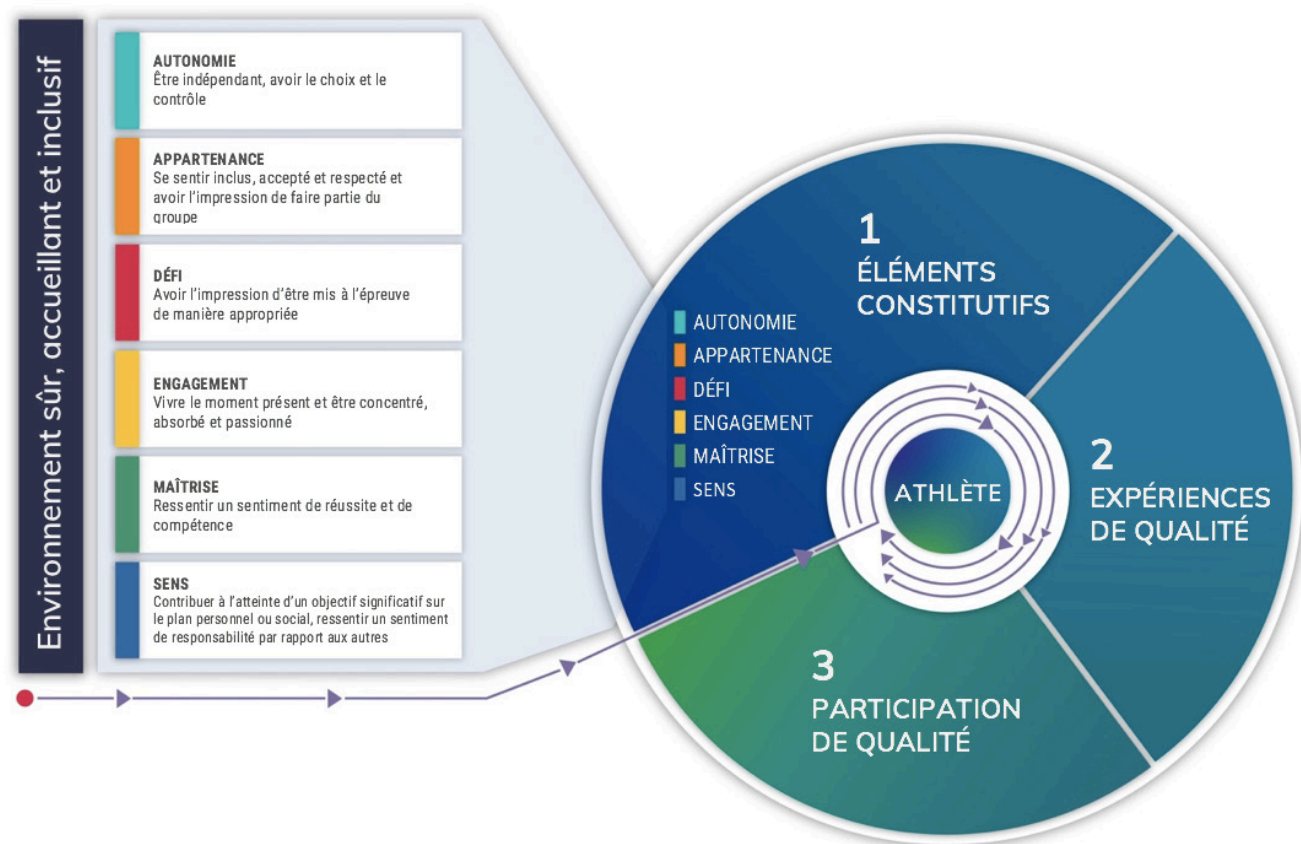 Environnement sûr, accueillant et inclusif
AUTONOMIE
Être indépendant, avoir le choix et le
contrôle
APPARTENANCE
Se sentir inclus, accepté et respecté et
avoir l'impression de faire partie du
groupe
DÉFI
Avoir l'impression d'être mis à l'épreuve
de manière appropriée
ENGAGEMENT
Vivre le moment présent et être concentré,
absorbé et passionné
MAÎTRISE
Ressentir un sentiment de réussite et de
compétence
SENS
Contribuer à l'atteinte d'un objectif significatif sur
le plan personnel ou social, ressentir un sentiment
de responsabilité par rapport aux autres
1
ÉLÉMENTS
CONSTITUTIFS
AUTONOMIE
APPARTENANCE
DÉFI
ENGAGEMENT
MAÎTRISE
SENS
ATHLÈTE
2
EXPÉRIENCES
DE QUALITÉ
3
PARTICIPATION
DE QUALITÉ